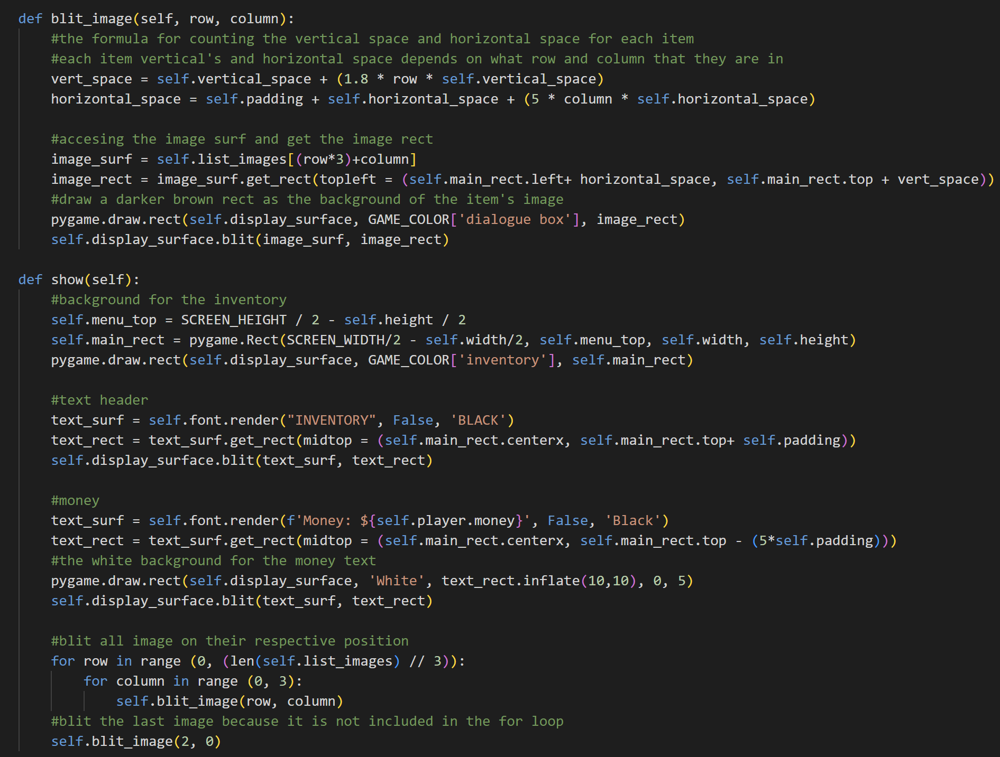 def blit_image(self, row, column):
    #the formula for counting the vertical space and horizontal space for each item
    #each item vertical's and horizontal space depends on what row and column that they are in
    vert_space = self.vertical_space + (1.8 * row * self.vertical_space)
    horizontal_space = self.padding + self.horizontal_space + (5 * column * self.horizontal_space)

    #accesing the image surf and get the image rect
    image_surf = self.list_images[(row*3)+column]
    image_rect = image_surf.get_rect(topleft = (self.main_rect.left+ horizontal_space, self.main_rect.top + vert_space))
    #draw a darker brown rect as the background of the item's image
    pygame.draw.rect(self.display_surface, GAME_COLOR['dialogue box'], image_rect)
    self.display_surface.blit(image_surf, image_rect)

def show(self):
    #background for the inventory
    self.menu_top = SCREEN_HEIGHT / 2 - self.height / 2
    self.main_rect = pygame.Rect(SCREEN_WIDTH/2 - self.width/2, self.menu_top, self.width, self.height)
    pygame.draw.rect(self.display_surface, GAME_COLOR['inventory'], self.main_rect)

    #text header
    text_surf = self.font.render("INVENTORY", False, 'BLACK')
    text_rect = text_surf.get_rect(midtop = (self.main_rect.centerx, self.main_rect.top+ self.padding))
    self.display_surface.blit(text_surf, text_rect)

    #money
    text_surf = self.font.render(f'Money: ${self.player.money}', False, 'Black')
    text_rect = text_surf.get_rect(midtop = (self.main_rect.centerx, self.main_rect.top - (5*self.padding)))
    #the white background for the money text
    pygame.draw.rect(self.display_surface, 'White', text_rect.inflate(10,10), 0, 5)
    self.display_surface.blit(text_surf, text_rect)

    #blit all image on their respective position
    for row in range (0, (len(self.list_images) // 3)):
        for column in range (0, 3):
            self.blit_image(row, column)
    #blit the last image because it is not included in the for loop
    self.blit_image(2, 0)